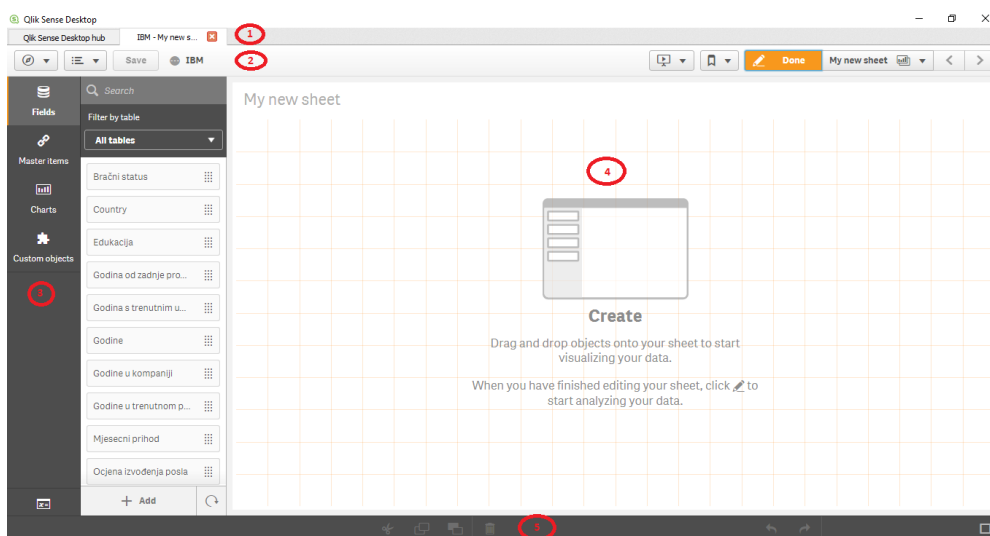 Qlik Sense Desktop
Qlik Sense Desktop hub
IBM - My new s...
1
Save
IBM
2
Done
My new sheet
Fields
Master items
Charts
Custom objects
3
Search
Filter by table
All tables
Bračni status
Country
Edukacija
Godina od zadnje pro...
Godina s trenutnim u...
Godine
Godine u kompaniji
Godine u trenutnom p...
Mjesecni prihod
Ocjena izvođenja posla
Add
My new sheet
4
Create
Drag and drop objects onto your sheet to start
visualizing your data.
When you have finished editing your sheet, click to
start analyzing your data.
5